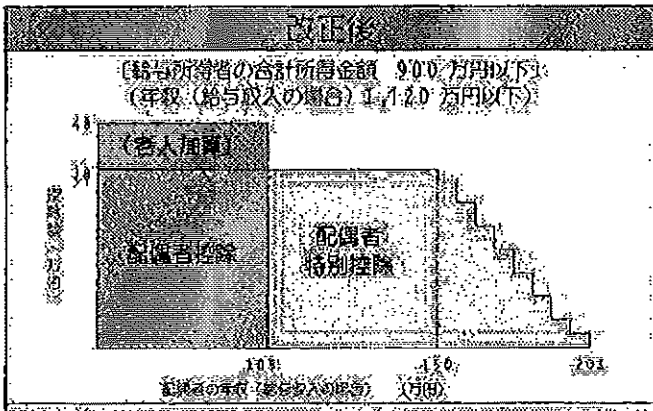 改正後
[給与所得者の合計所得金額 900 万円以下]
(年収(給与収入の場合)1,120 万円以下)
48
(老人加算)
38
控除額(万円)
配偶者控除
配偶者
特別控除
103
150
201
配偶者の年収(給与収入の場合) (万円)